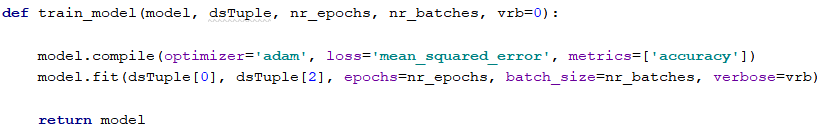 def train_model(model, dsTuple, nr_epochs, nr_batches, vrb=0):
model.compile(optimizer='adam', loss='mean_squared_error', metrics=['accuracy'])
model.fit(dsTuple[0], dsTuple[2], epochs=nr_epochs, batch_size=nr_batches, verbose=vrb)
return model